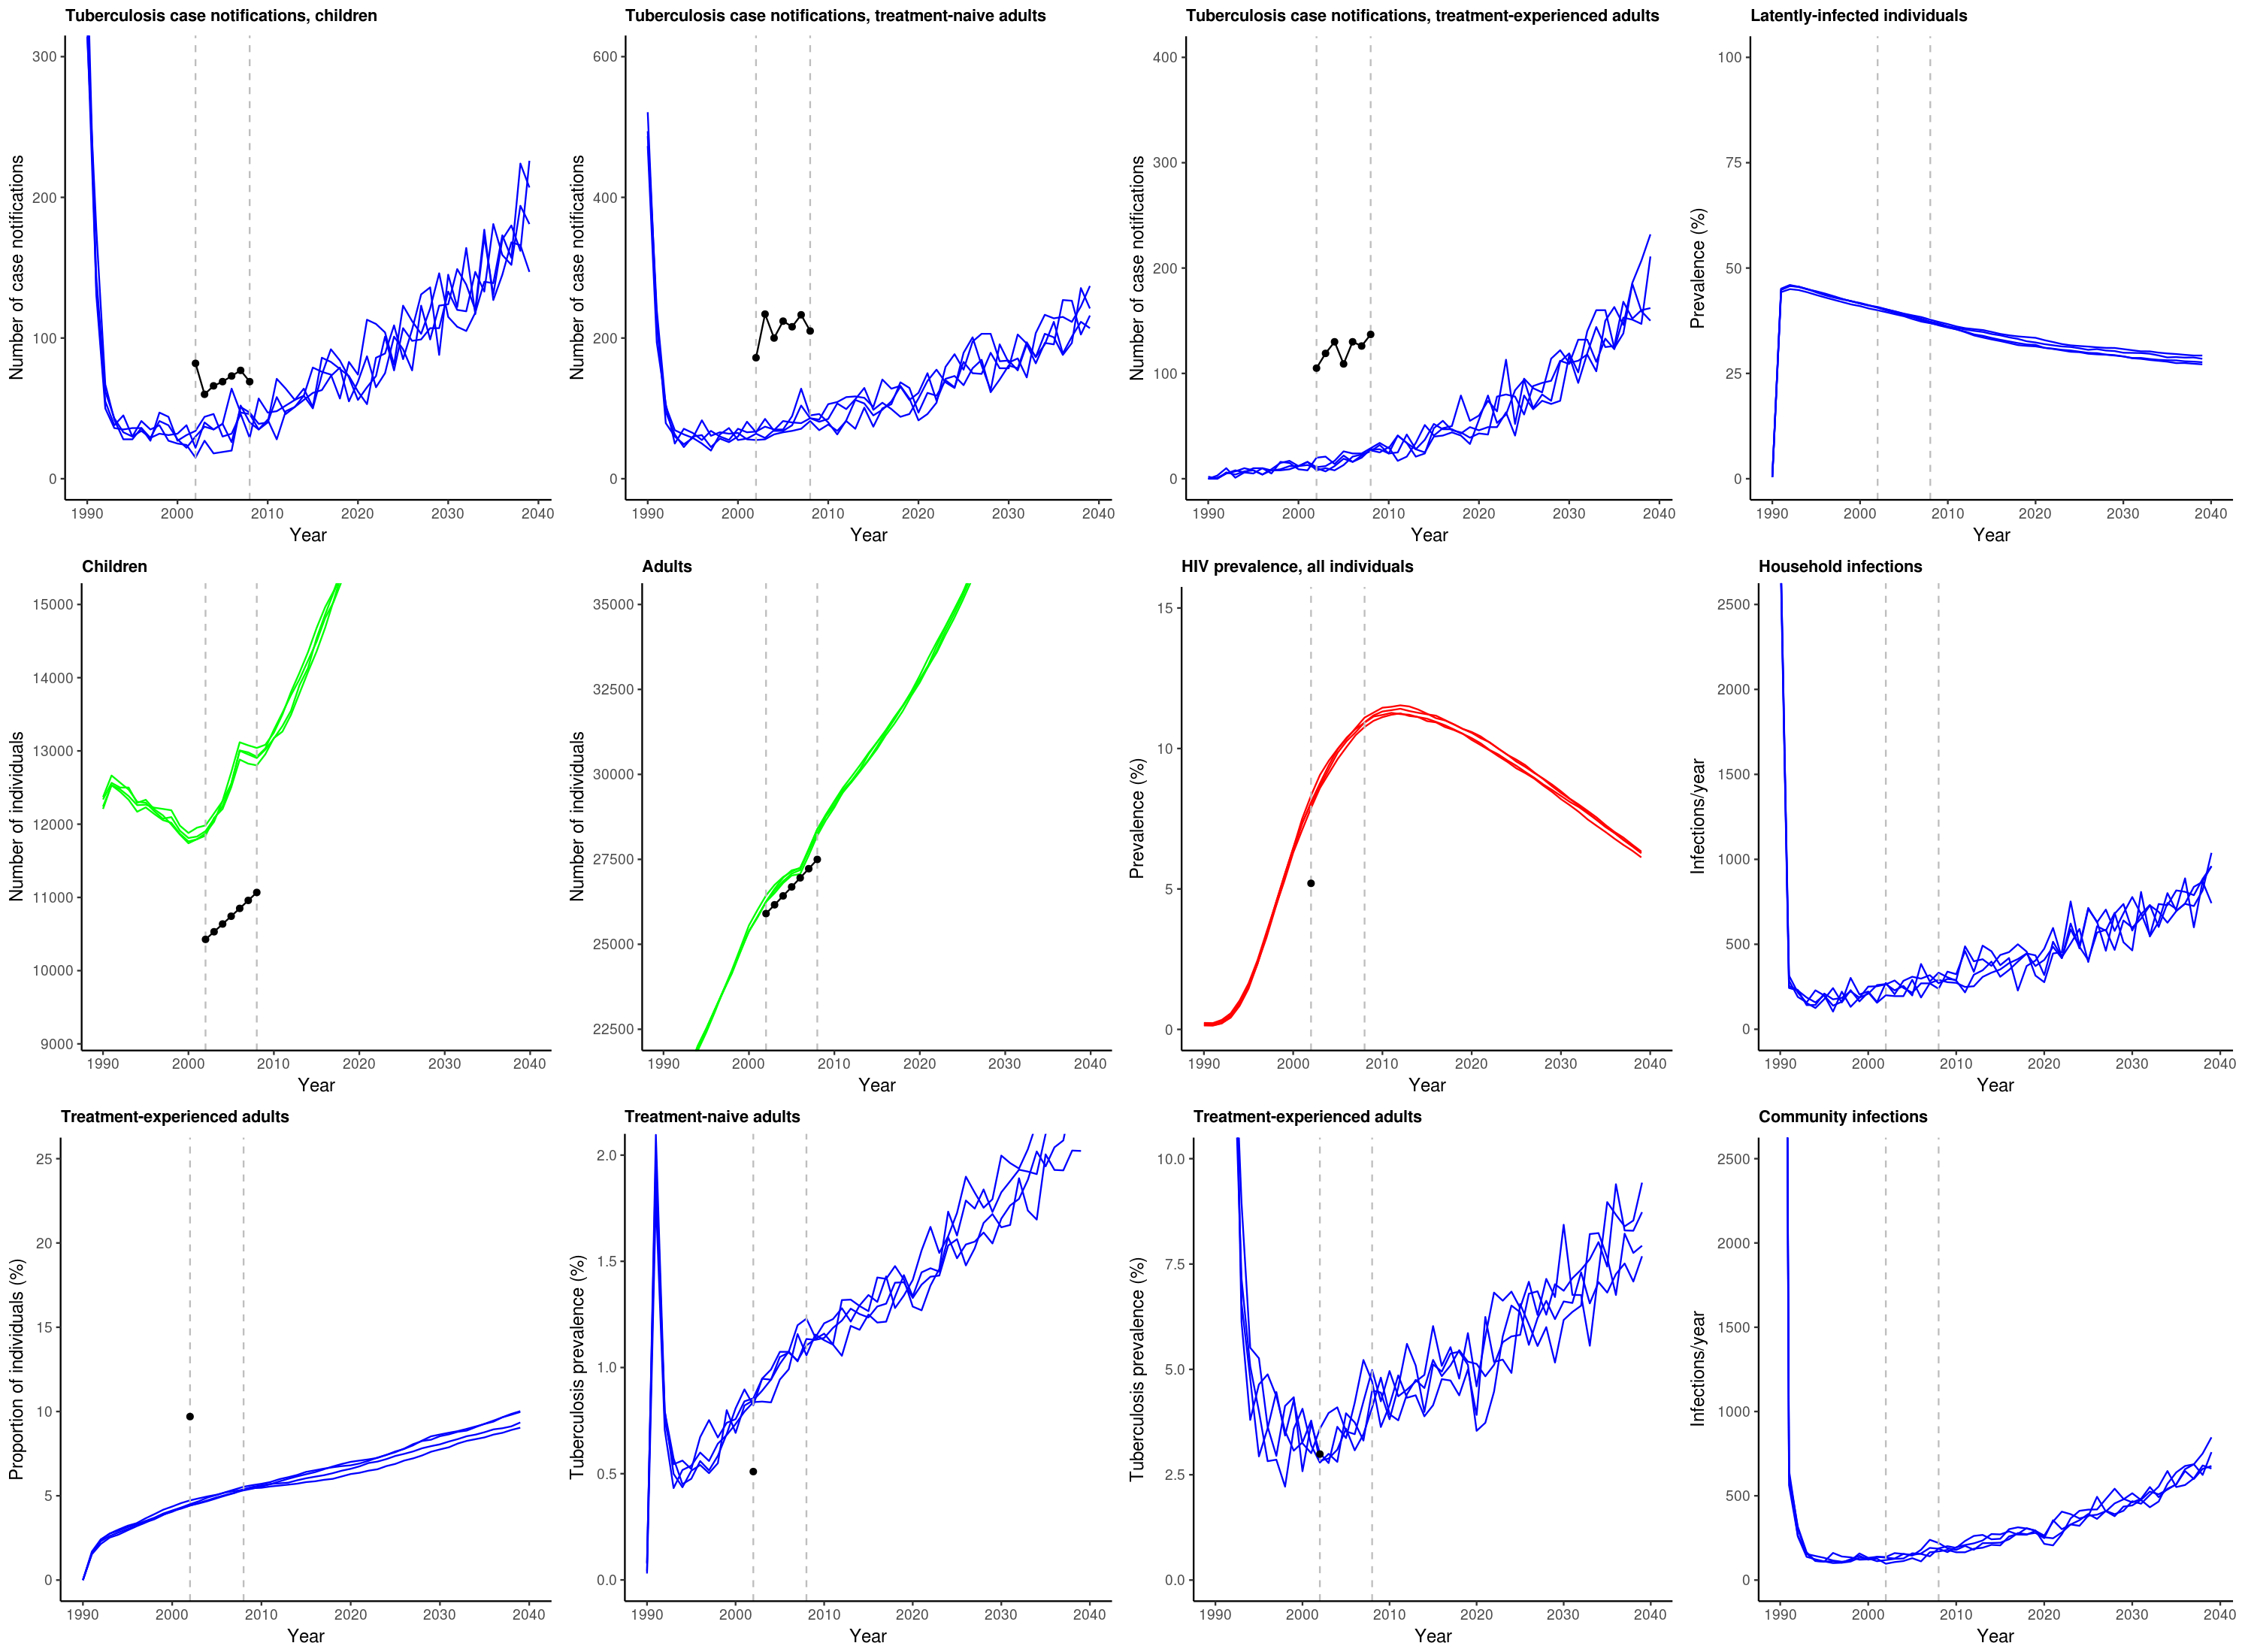 Tuberculosis case notifications, children
Number of case notifications
300
200
100
0
1990 2000 2010 2020 2030 2040
Year
Tuberculosis case notifications, treatment-naive adults
Number of case notifications
600
400
200
0
1990 2000 2010 2020 2030 2040
Year
Tuberculosis case notifications, treatment-experienced adults
Number of case notifications
400
300
200
100
0
1990 2000 2010 2020 2030 2040
Year
Latently-infected individuals
Prevalence (%)
100
75
50
25
0
1990 2000 2010 2020 2030 2040
Year
Children
Number of individuals
15000
14000
13000
12000
11000
10000
9000
1990 2000 2010 2020 2030 2040
Year
Adults
Number of individuals
35000
32500
30000
27500
25000
22500
1990 2000 2010 2020 2030 2040
Year
HIV prevalence, all individuals
Prevalence (%)
15
10
5
0
1990 2000 2010 2020 2030 2040
Year
Household infections
Infections/year
2500
2000
1500
1000
500
0
1990 2000 2010 2020 2030 2040
Year
Treatment-experienced adults
Proportion of individuals (%)
25
20
15
10
5
0
1990 2000 2010 2020 2030 2040
Year
Treatment-naive adults
Tuberculosis prevalence (%)
2.0
1.5
1.0
0.5
0.0
1990 2000 2010 2020 2030 2040
Year
Treatment-experienced adults
Tuberculosis prevalence (%)
10.0
7.5
5.0
2.5
0.0
1990 2000 2010 2020 2030 2040
Year
Community infections
Infections/year
2500
2000
1500
1000
500
0
1990 2000 2010 2020 2030 2040
Year